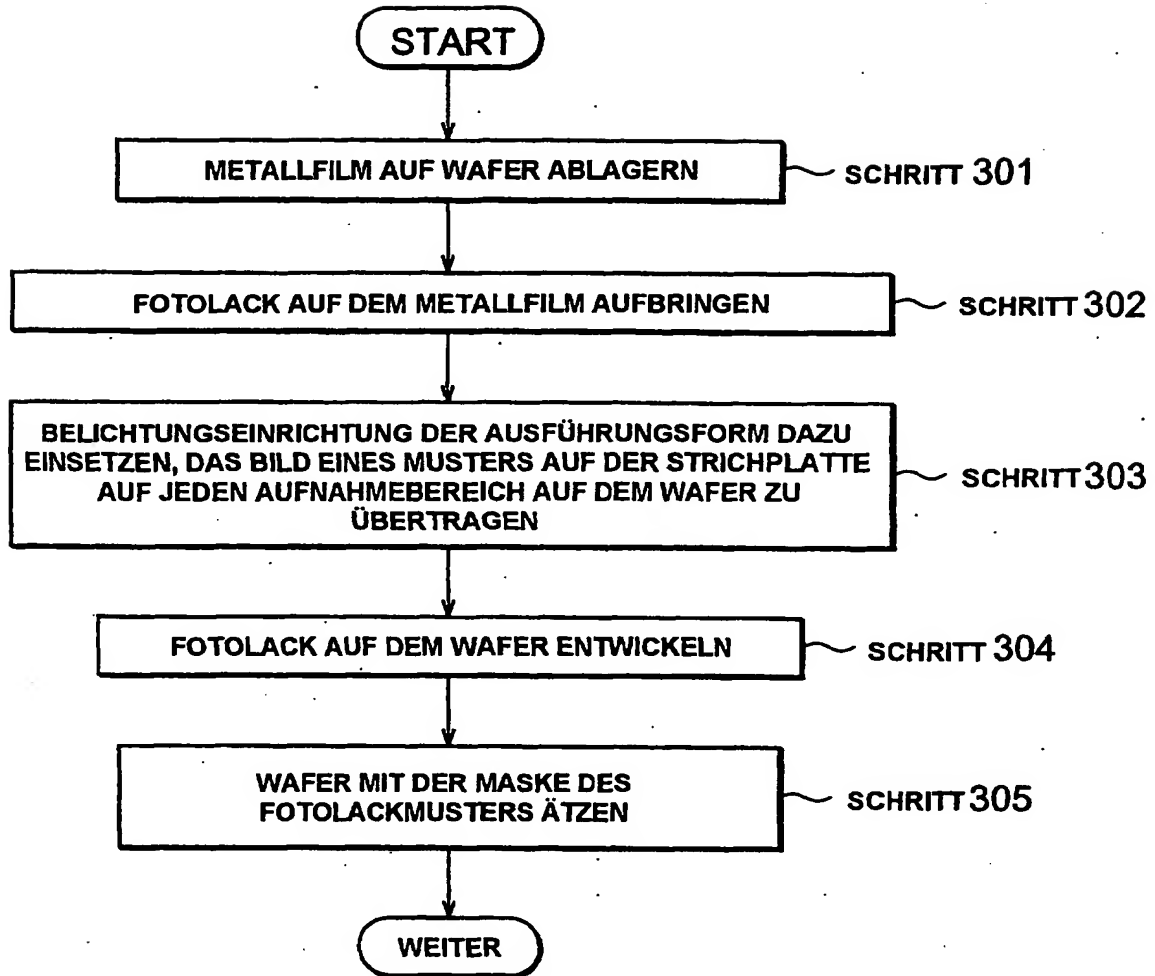 START
METALLFILM AUF WAFER ABLAGERN
SCHRITT 301
FOTOLACK AUF DEM METALLFILM AUFBRINGEN
SCHRITT 302
BELICHTUNGSEINRICHTUNG DER AUSFÜHRUNGSFORM DAZU
EINSETZEN, DAS BILD EINES MUSTERS AUF DER STRICHPLATTE
AUF JEDEN AUFNAHMEBEREICH AUF DEM WAFER ZU
ÜBERTRAGEN
SCHRITT 303
FOTOLACK AUF DEM WAFER ENTWICKELN
SCHRITT 304
WAFER MIT DER MASKE DES
FOTOLACKMUSTERS ÄTZEN
SCHRITT 305
WEITER